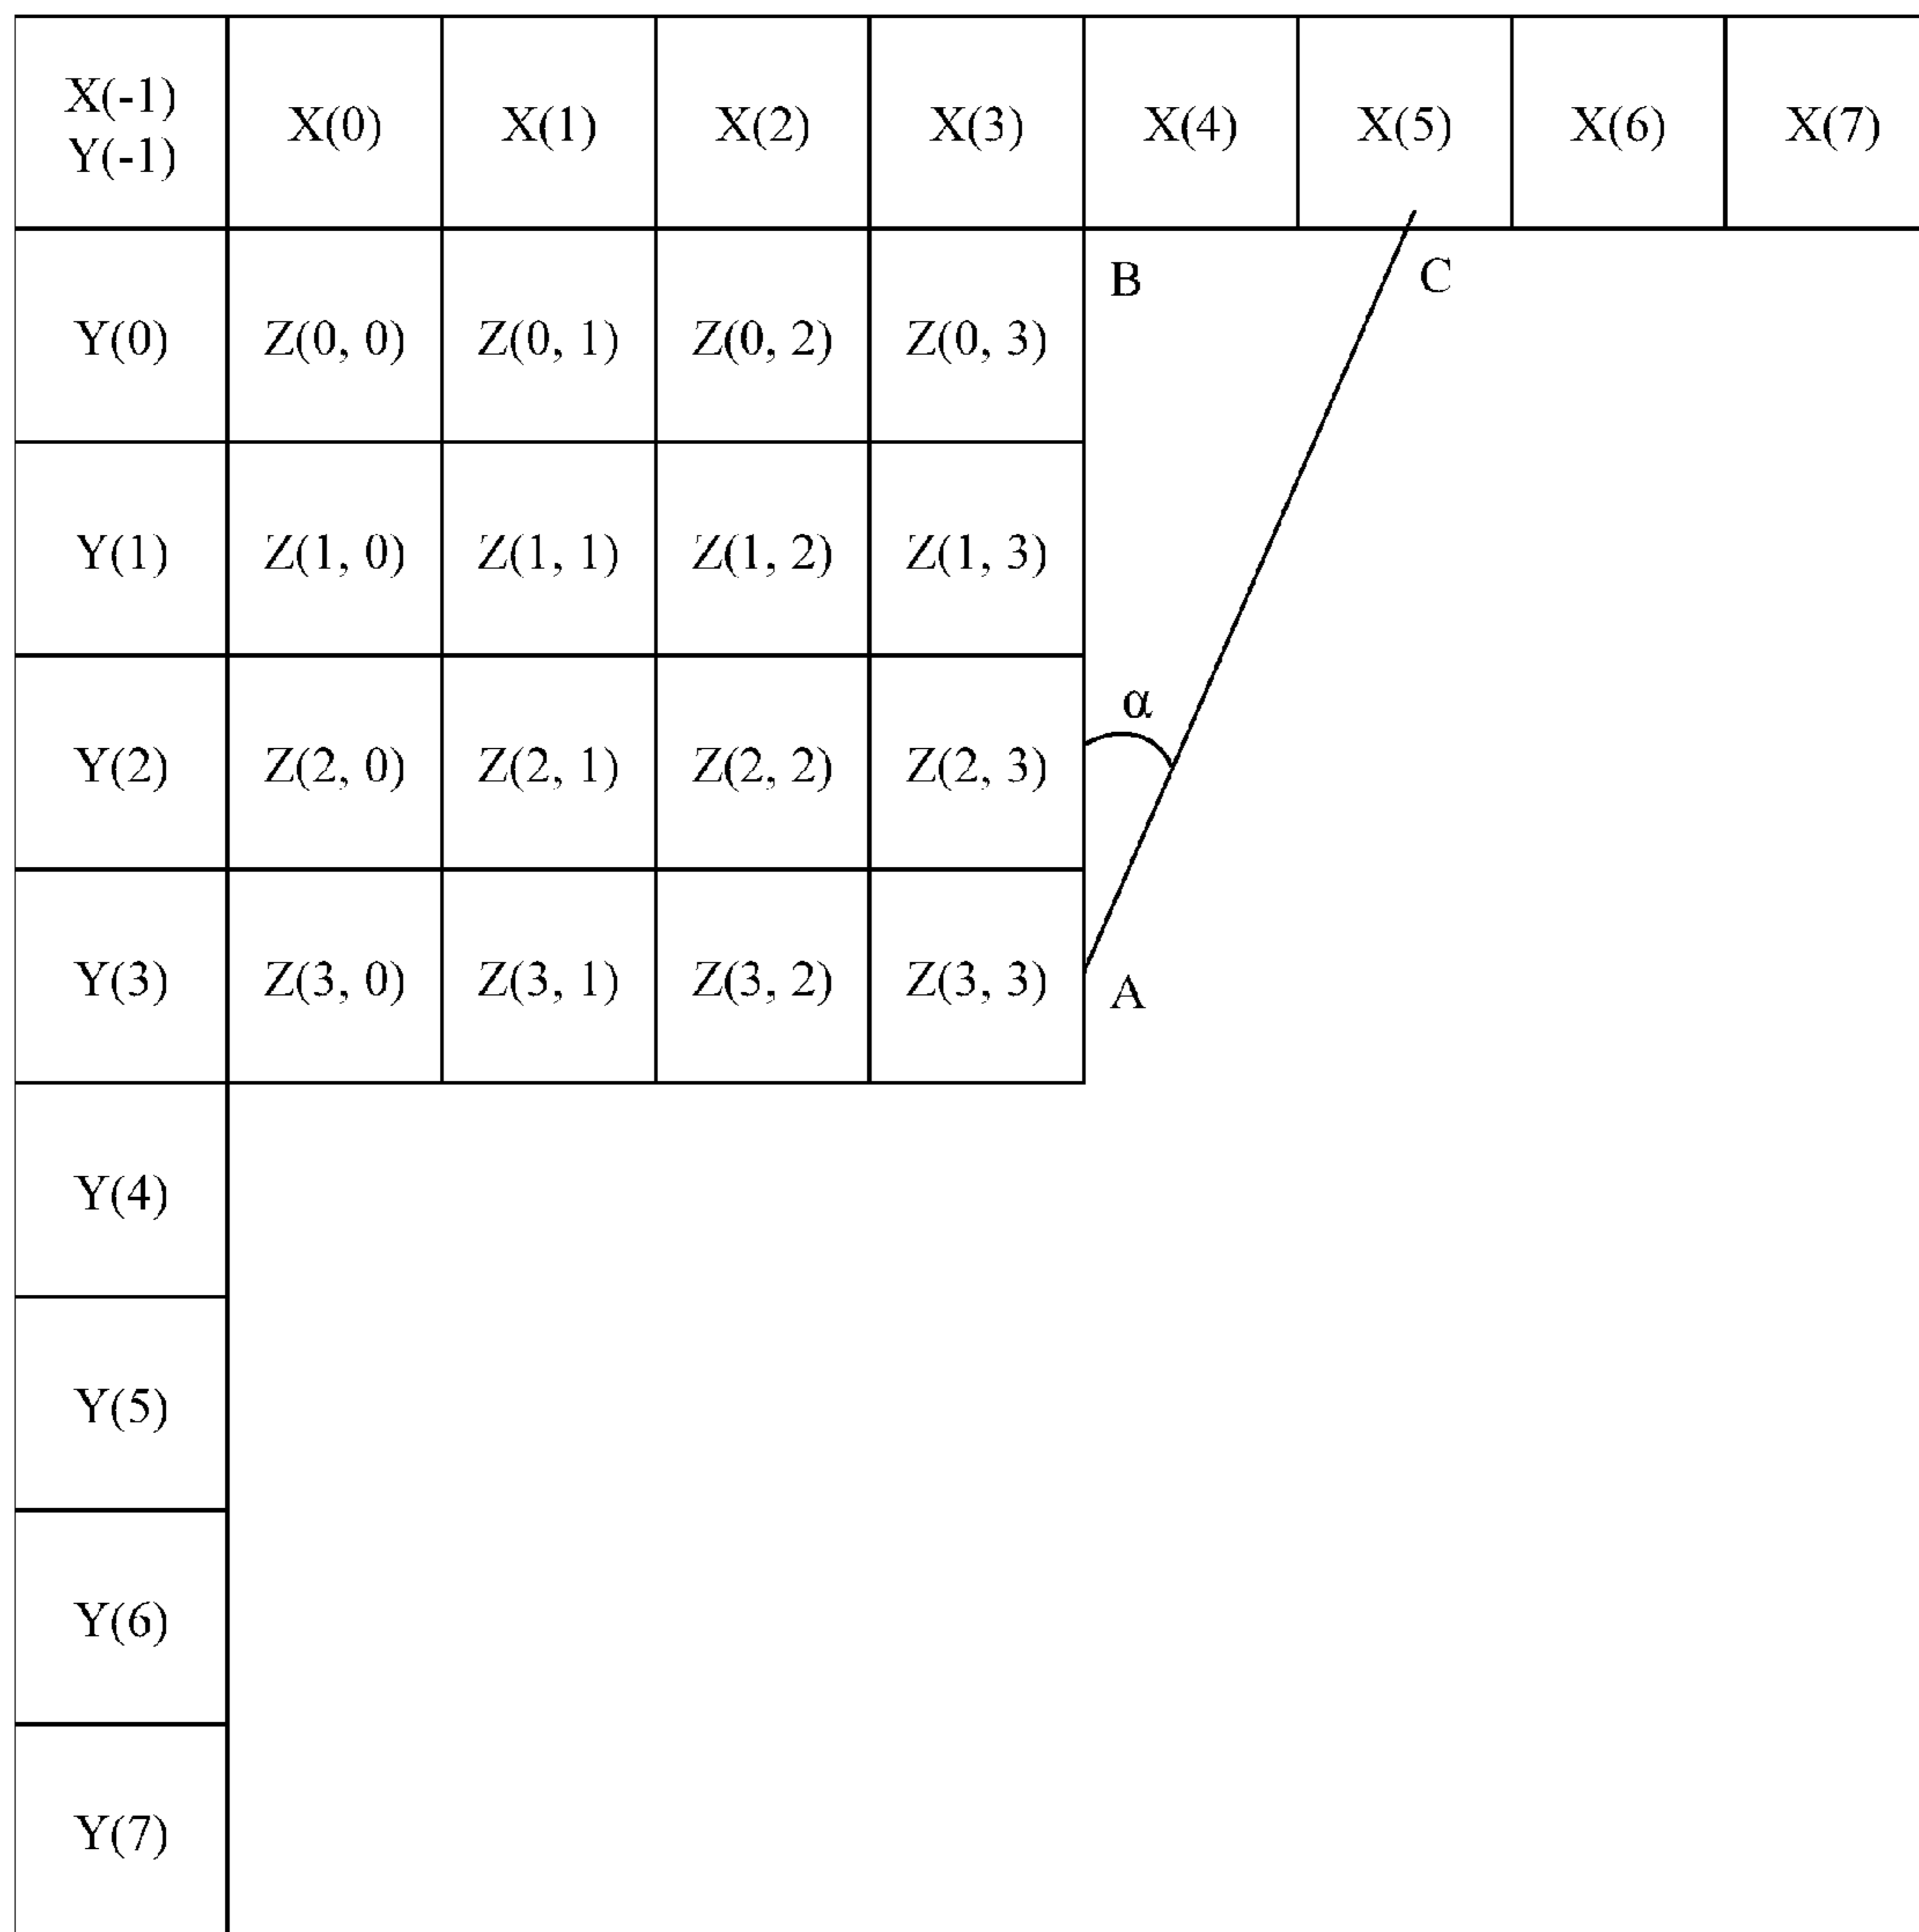 X(-1)
Y(-1)
X(0) X(1) X(2) X(3) X(4) X(5) X(6) X(7)
B C
Y(0) Z(0, 0) Z(0, 1) Z(0, 2) Z(0, 3)
Y(1) Z(1, 0) Z(1, 1) Z(1, 2) Z(1, 3)
α
Y(2) Z(2, 0) Z(2, 1) Z(2, 2) Z(2, 3)
Y(3) Z(3, 0) Z(3, 1) Z(3, 2) Z(3, 3) A
Y(4)
Y(5)
Y(6)
Y(7)